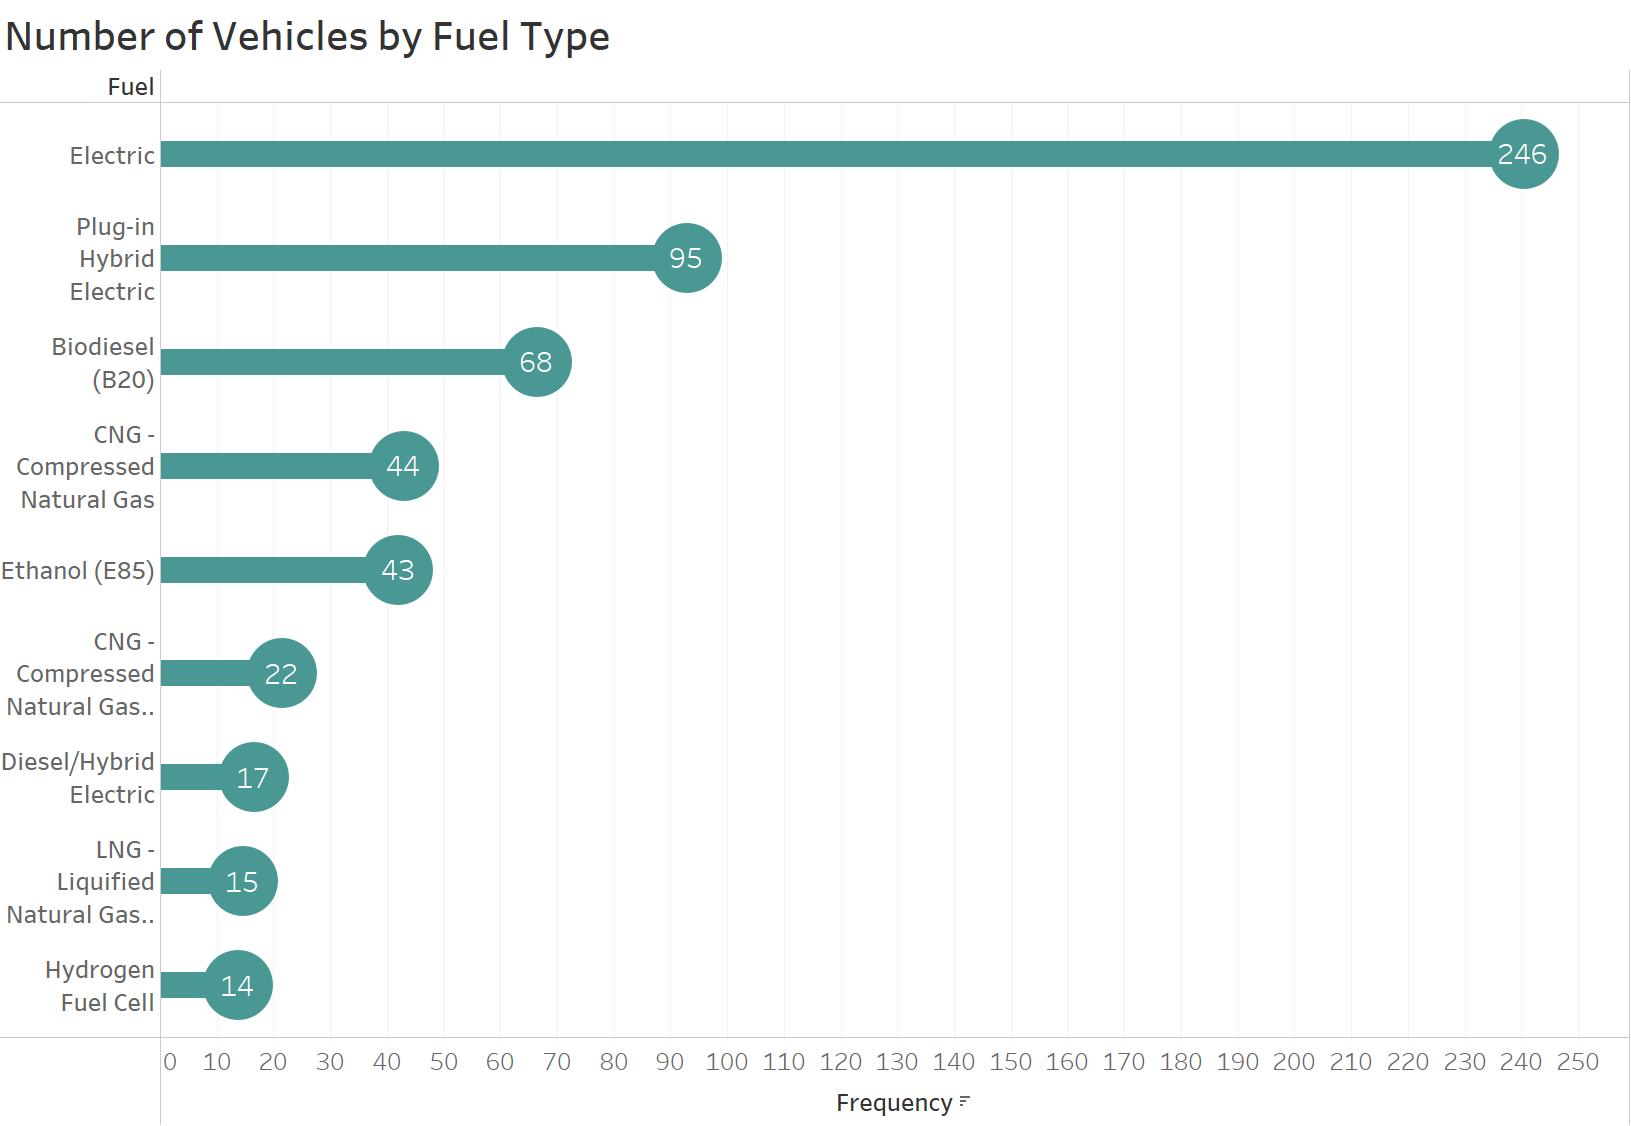 Number of Vehicles by Fuel Type
Fuel
Electric
246
Plug-in
Hybrid
Electric
95
Biodiesel
(B20)
68
CNG -
Compressed
Natural Gas
44
Ethanol (E85)
43
CNG -
Compressed
Natural Gas..
22
Diesel/Hybrid
Electric
17
LNG -
Liquified
Natural Gas..
15
Hydrogen
Fuel Cell
14
0 10 20 30 40 50 60 70 80 90 100 110 120 130 140 150 160 170 180 190 200 210 220 230 240 250
Frequency